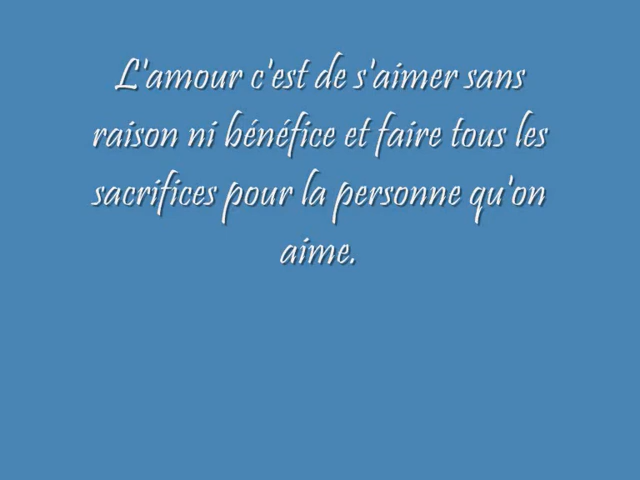 L'amour c'est de s'aimer sans
raison ni bénéfice et faire tous les
sacrifices pour la personne qu'on
aime.